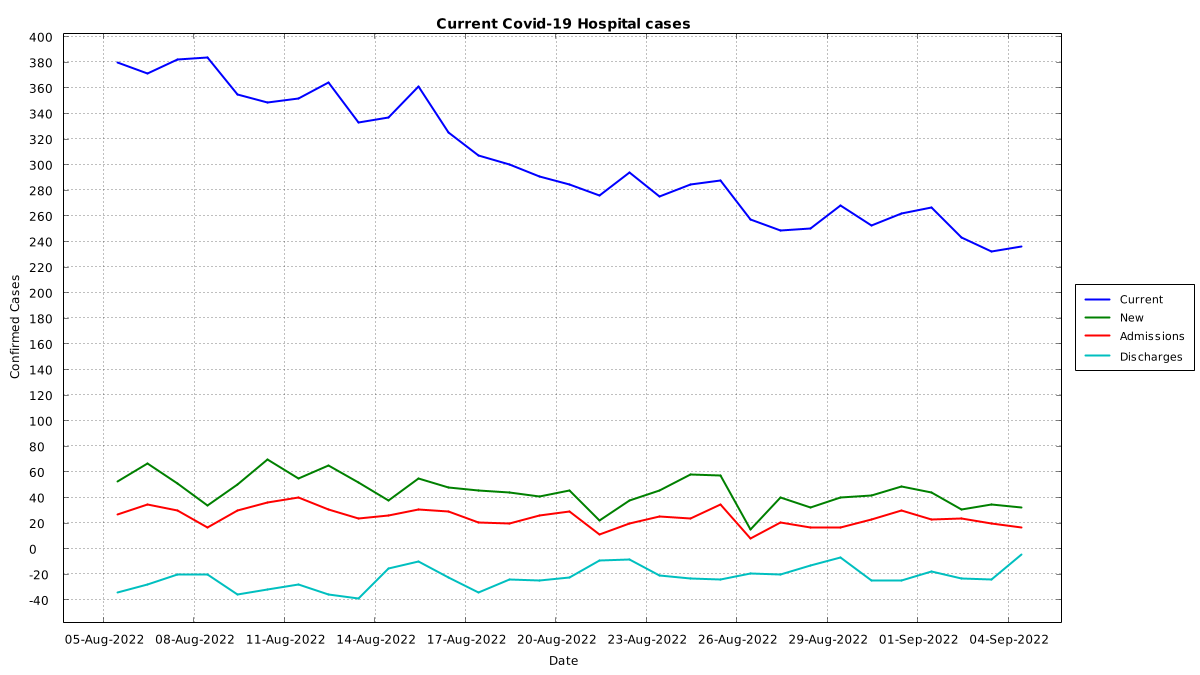 Current Covid-19 Hospital cases
400
380
360
340
320
300
280
260
240
220
200
180
160
140
120
100
80
60
40
20
0
-20
-40
Confirmed Cases
05-Aug-2022 08-Aug-2022 11-Aug-2022 14-Aug-2022 17-Aug-2022 20-Aug-2022 23-Aug-2022 26-Aug-2022 29-Aug-2022 01-Sep-2022 04-Sep-2022
Date
Current
New
Admissions
Discharges